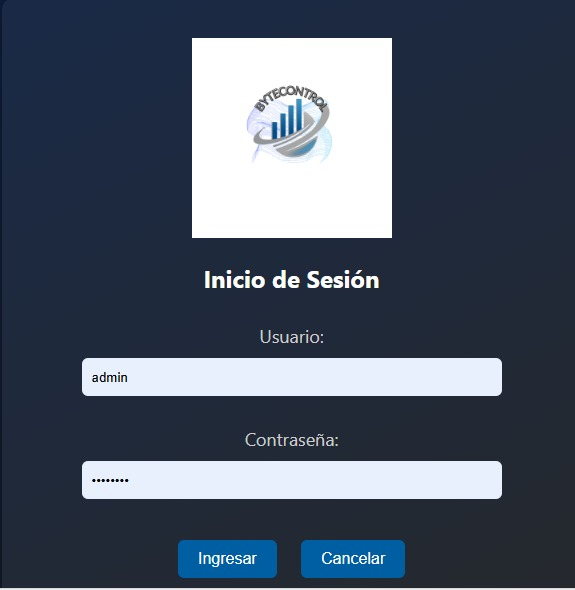 BYTECONTROL
Inicio de Sesión
Usuario:
admin
Contraseña:
••••••••
Ingresar Cancelar